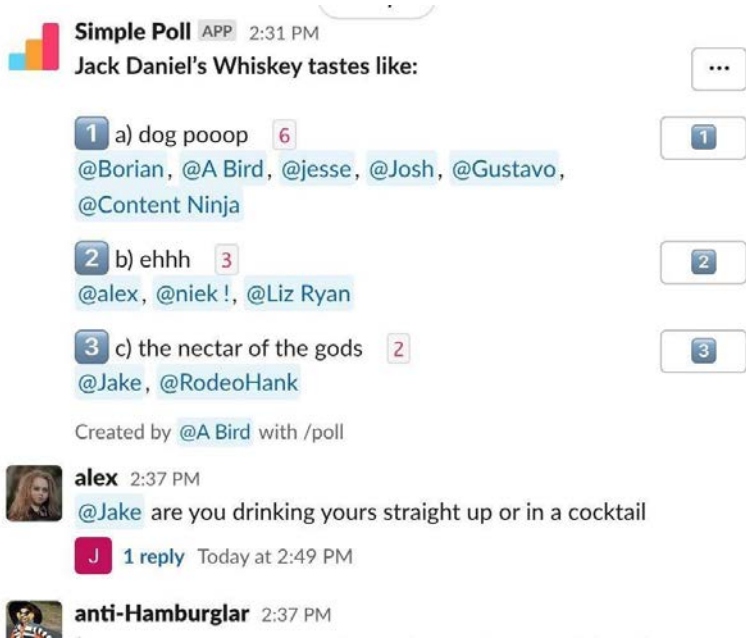 Simple Poll APP 2:31 PM
Jack Daniel's Whiskey tastes like:
...
1 a) dog pooop 6
1
@Borian, @A Bird, @jesse, @Josh, @Gustavo,
@Content Ninja
2 b) ehhh 3
2
@alex, @niek !, @Liz Ryan
3 c) the nectar of the gods 2
3
@Jake, @RodeoHank
Created by @A Bird with /poll
alex 2:37 PM
@Jake are you drinking yours straight up or in a cocktail
J 1 reply Today at 2:49 PM
anti-Hamburglar 2:37 PM